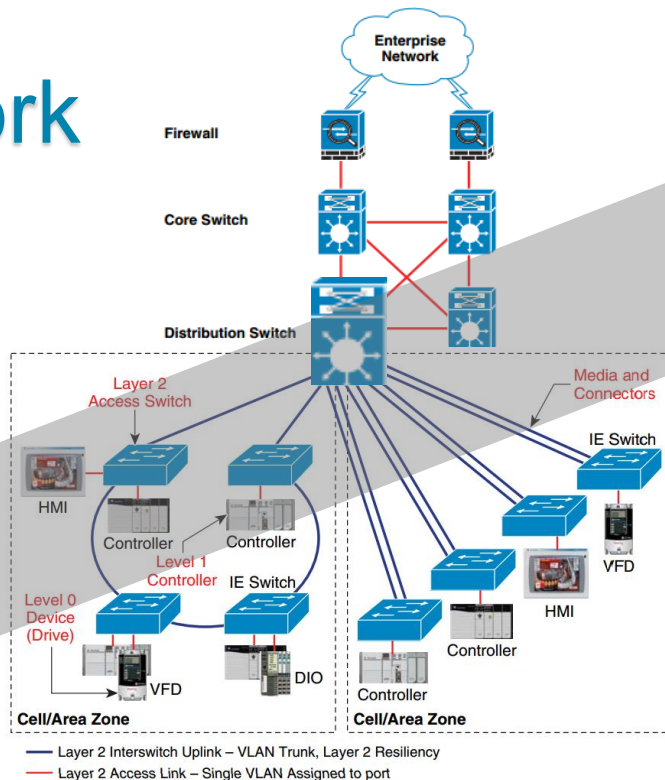 ork
Enterprise
Network
Firewall
Core Switch
Distribution Switch
Layer 2
Access Switch
Media and
Connectors
IE Switch
HMI
Controller
Controller
VFD
Level 1
Controller
IE Switch
HMI
Controller
Level 0
Device
(Drive)
VFD
DIO
Controller
Cell/Area Zone
Cell/Area Zone
Layer 2 Interswitch Uplink – VLAN Trunk, Layer 2 Resiliency
Layer 2 Access Link – Single VLAN Assigned to port